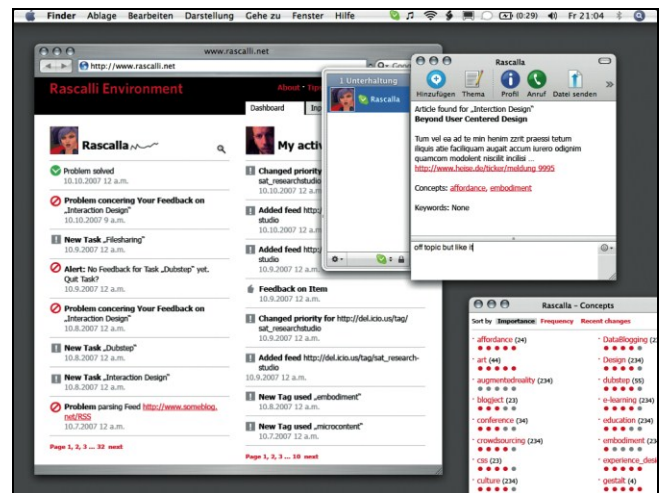 Finder Ablage Bearbeiten Darstellung Gehe zu Fenster Hilfe (0:29) Fr 21:04
www.rascalli.net
http://www.rascalli.net
Rascalli Environment
About
Dashboard
Rascalla
Problem solved
10.10.2007 12 a.m.
Problem concering Your Feedback on
„Interaction Design"
10.10.2007 9 a.m.
New Task „Filesharing"
10.9.2007 12 a.m.
Alert: No Feedback for Task „Dubstep" yet.
Quit Task?
10.9.2007 12 a.m.
Problem concering Your Feedback on
„Interaction Design"
10.8.2007 12 a.m.
New Task „Dubstep"
10.8.2007 12 a.m.
New Task „Interaction Design"
10.8.2007 12 a.m.
Problem parsing Feed http://www.someblog.
net/RSS
10.7.2007 12 a.m.
Page 1, 2, 3 ... 32 next
My
Changed priority
sat_researchstudio
10.10.2007 12 a.m.
Added feed http:/
studio
10.10.2007 12 a.m.
Added feed http:/
studio
10.9.2007 12 a.m.
Feedback on Item
10.9.2007 12 a.m.
Changed priority for http://del.icio.us/tag/
sat_researchstudio
10.9.2007 12 a.m.
Added feed http://del.icio.us/tag/sat_research-
studio
10.9.2007 12 a.m.
New Tag used „embodiment"
10.8.2007 12 a.m.
New Tag used „microcontent"
10.8.2007 12 a.m.
Page 1, 2, 3 ... 10 next
1 Unterhaltung
Rascalla
Rascalla
Hinzufügen Thema Profil Anruf Datei senden
Article found for „Interction Design"
Beyond User Centered Design
Tum vel ea ad te min henim zzrit praessi tetum
iliquis atie faciliquam augait accum iurero odignim
quamcom modolent niscilit incilisi ...
http://www.heise.de/ticker/meldung 9995
Concepts: affordance, embodiment
Keywords: None
off topic but like it
Rascalla - Concepts
Sort by Importance Frequency Recent changes
affordance (24)
art (44)
augmentedreality (234)
blogject (23)
conference (34)
crowdsourcing (234)
css (23)
culture (234)
DataBlogging (2
Design (234)
dubstep (55)
e-learning (234)
education (234)
embodiment (23
experience_desi
gestalt (4)